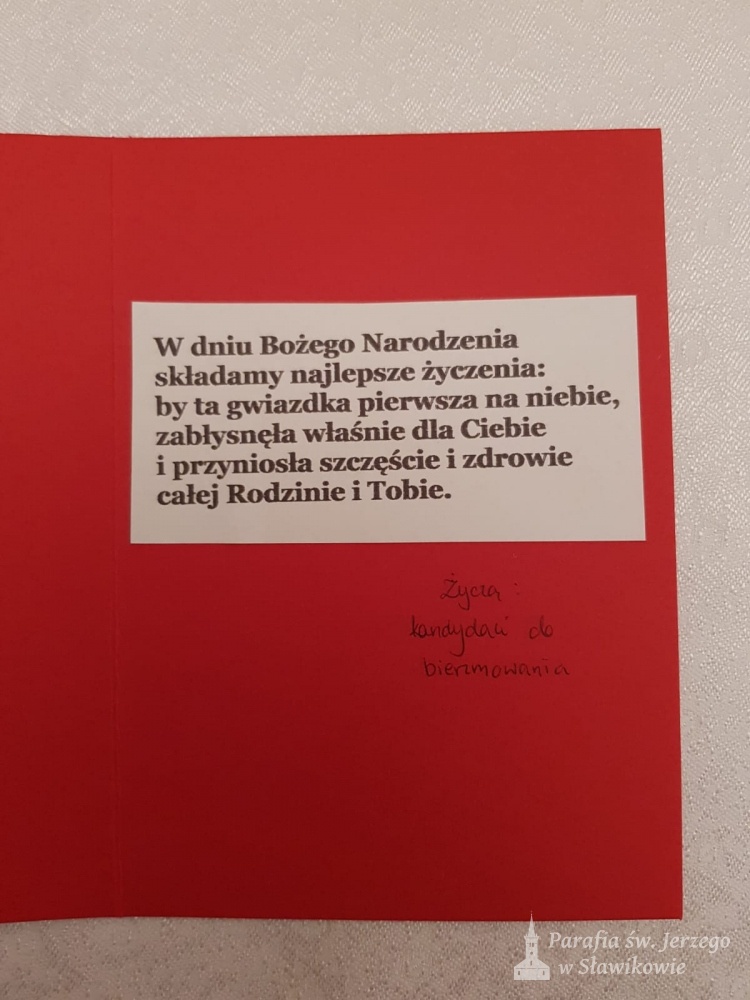 W dniu Bożego Narodzenia
składamy najlepsze życzenia:
by ta gwiazdka pierwsza na niebie,
zabłysnęła właśnie dla Ciebie
i przyniosła szczęście i zdrowie
całej Rodzinie i Tobie.
Życzą :
kandydaci do
bierzmowania
Parafia św. Jerzego
w Sławikowie